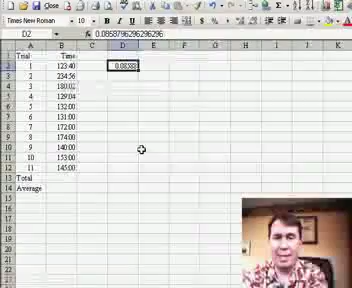 Close
Times New Roman 10 B
D2 0.0858796296296296
A B C D E F G H I J K
1 Trial Time
2 1 123:40 0.08588
3 2 234:56
4 3 180:02
5 4 129:04
6 5 132:00
7 6 131:00
8 7 172:00
9 8 174:00
10 9 140:00
11 10 153:00
12 11 145:00
13 Total
14 Average
15
16
17
18
19
20
21
22